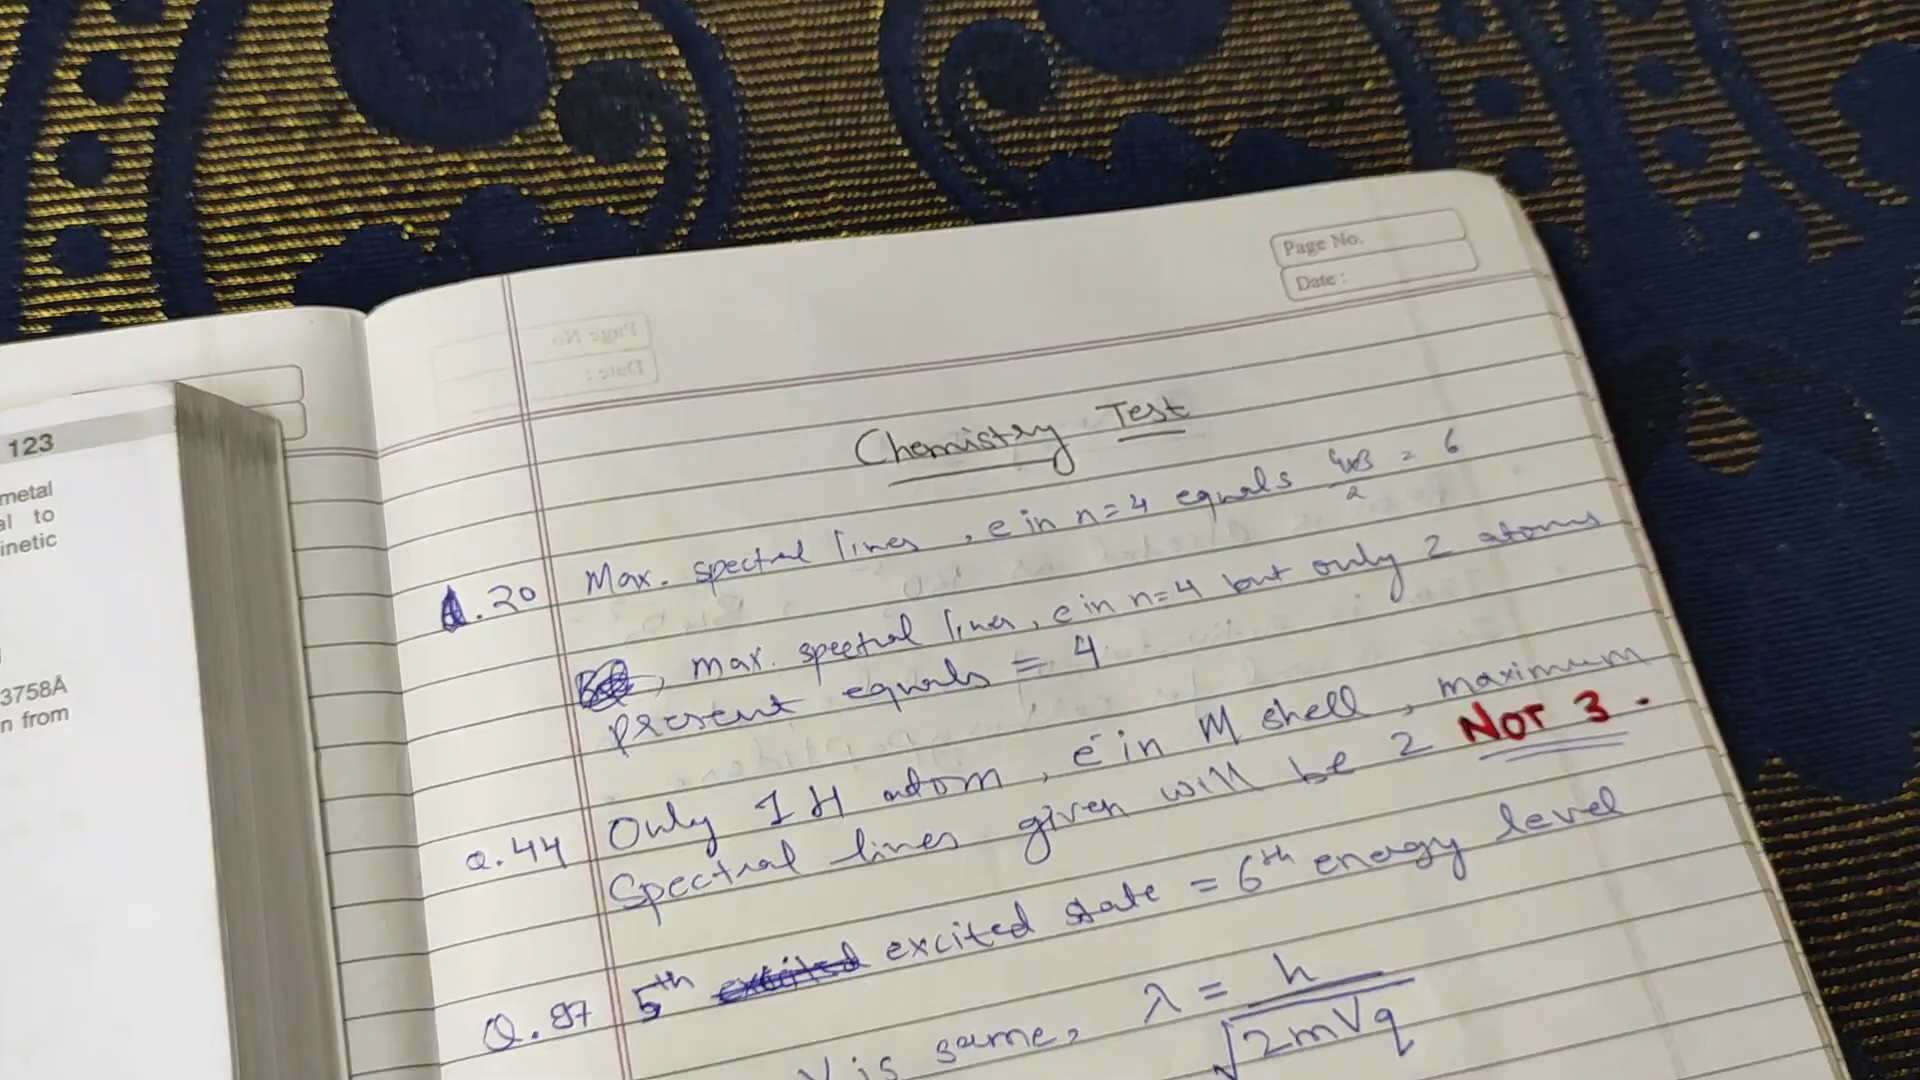 Page No.
Date :
Chemistry Test
Q.20 Max. spectral lines, e in n=4 equals 4x3/2 = 6
, max. spectral lines, e in n=4 but only 2 atoms
present equals = 4
Q.44 Only 1 H atom, e⁻ in M shell, maximum
Spectral lines given will be 2 NOT 3.
Q.87 5th excited state = 6th energy level
V is same, λ = h/√2mVq
123
metal
al to
inetic
3758Å
n from